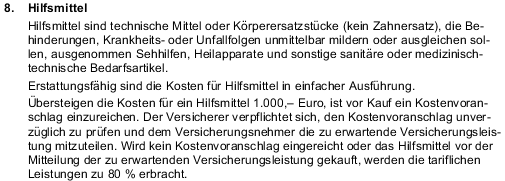 8. Hilfsmittel
Hilfsmittel sind technische Mittel oder Körperersatzstücke (kein Zahnersatz), die Be-
hinderungen, Krankheits- oder Unfallfolgen unmittelbar mildern oder ausgleichen sol-
len, ausgenommen Sehhilfen, Heilapparate und sonstige sanitäre oder medizinisch-
technische Bedarfsartikel.
Erstattungsfähig sind die Kosten für Hilfsmittel in einfacher Ausführung.
Übersteigen die Kosten für ein Hilfsmittel 1.000,– Euro, ist vor Kauf ein Kostenvoran-
schlag einzureichen. Der Versicherer verpflichtet sich, den Kostenvoranschlag unver-
züglich zu prüfen und dem Versicherungsnehmer die zu erwartende Versicherungsleis-
tung mitzuteilen. Wird kein Kostenvoranschlag eingereicht oder das Hilfsmittel vor der
Mitteilung der zu erwartenden Versicherungsleistung gekauft, werden die tariflichen
Leistungen zu 80 % erbracht.